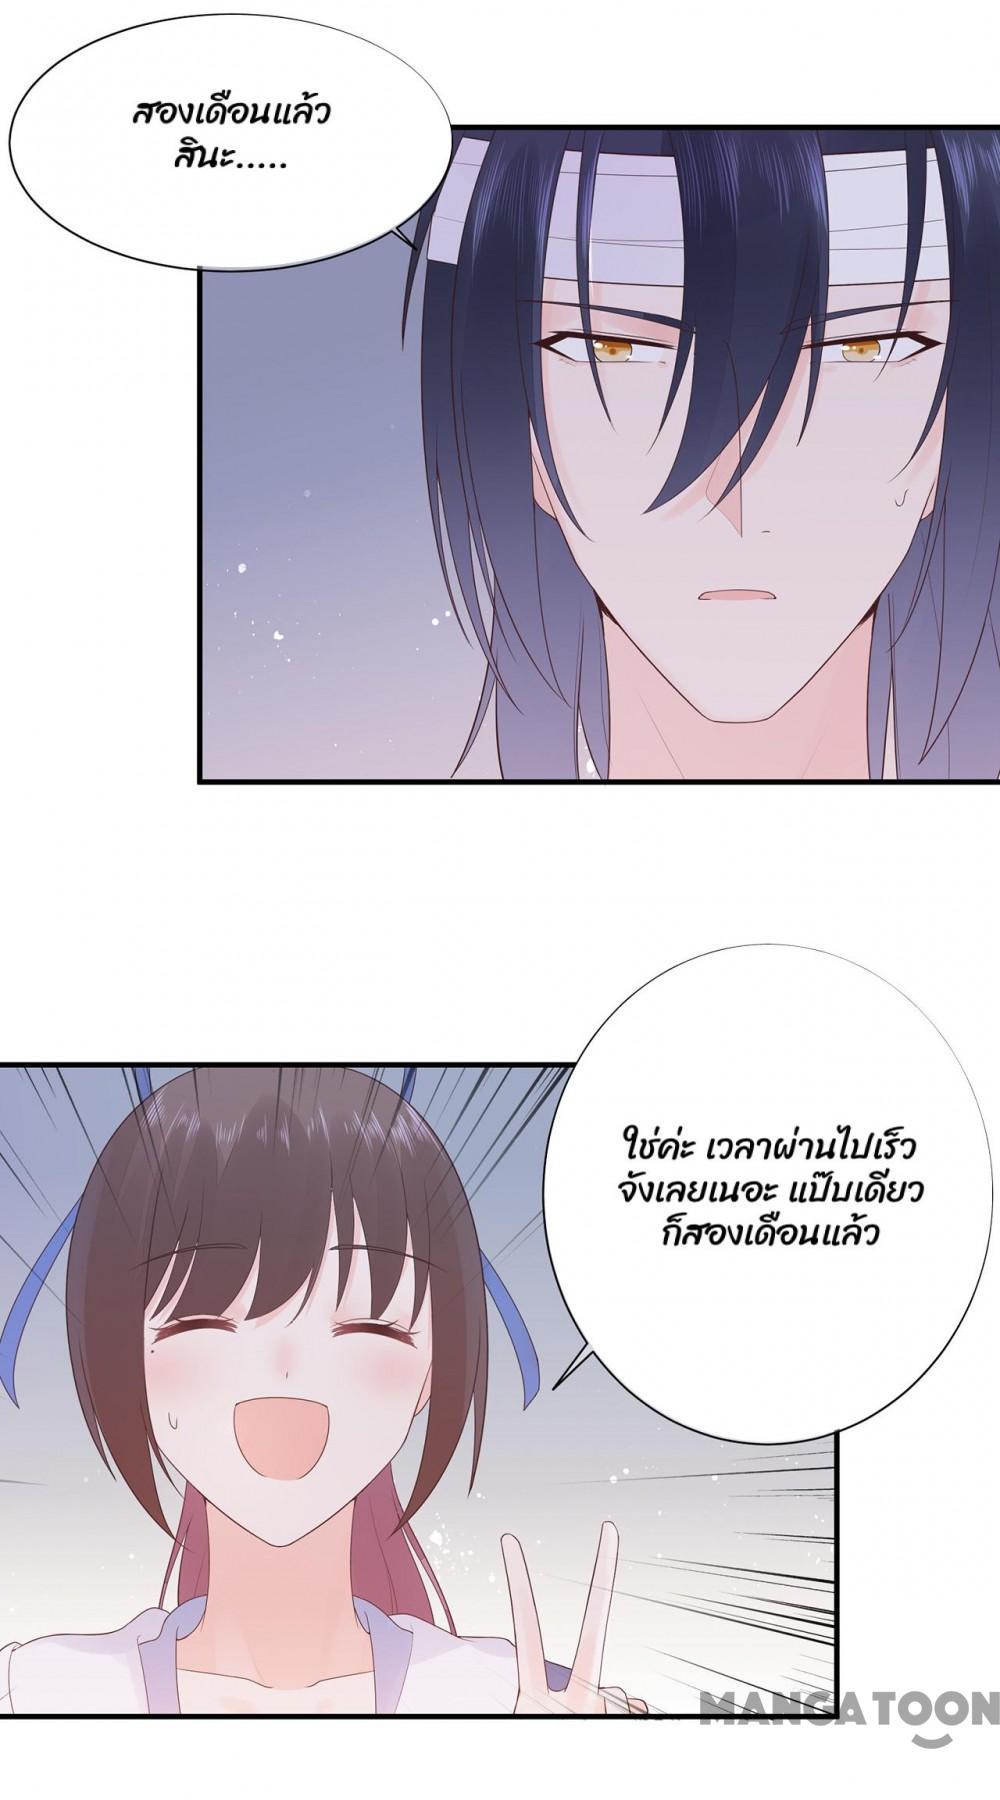 สองเดือนแล้ว
สินะ.....
ใช่ค่ะ เวลาผ่านไปเร็ว
จังเลยเนอะ แป๊บเดียว
ก็สองเดือนแล้ว
MANGATOON